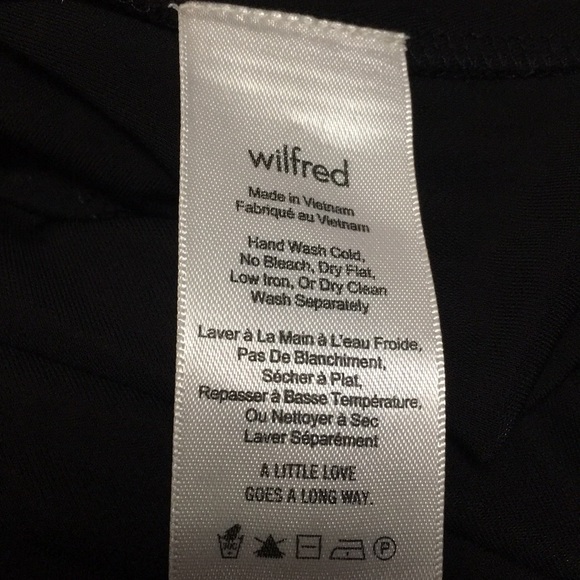 wilfred
Made in Vietnam
Fabriqué au Vietnam
Hand Wash Cold,
No Bleach, Dry Flat,
Low Iron, Or Dry Clean
Wash Separately
Laver à La Main à L'eau Froide,
Pas De Blanchiment,
Sécher à Plat,
Repasser à Basse Température,
Ou Nettoyer à Sec
Laver Séparément
A LITTLE LOVE
GOES A LONG WAY.
P